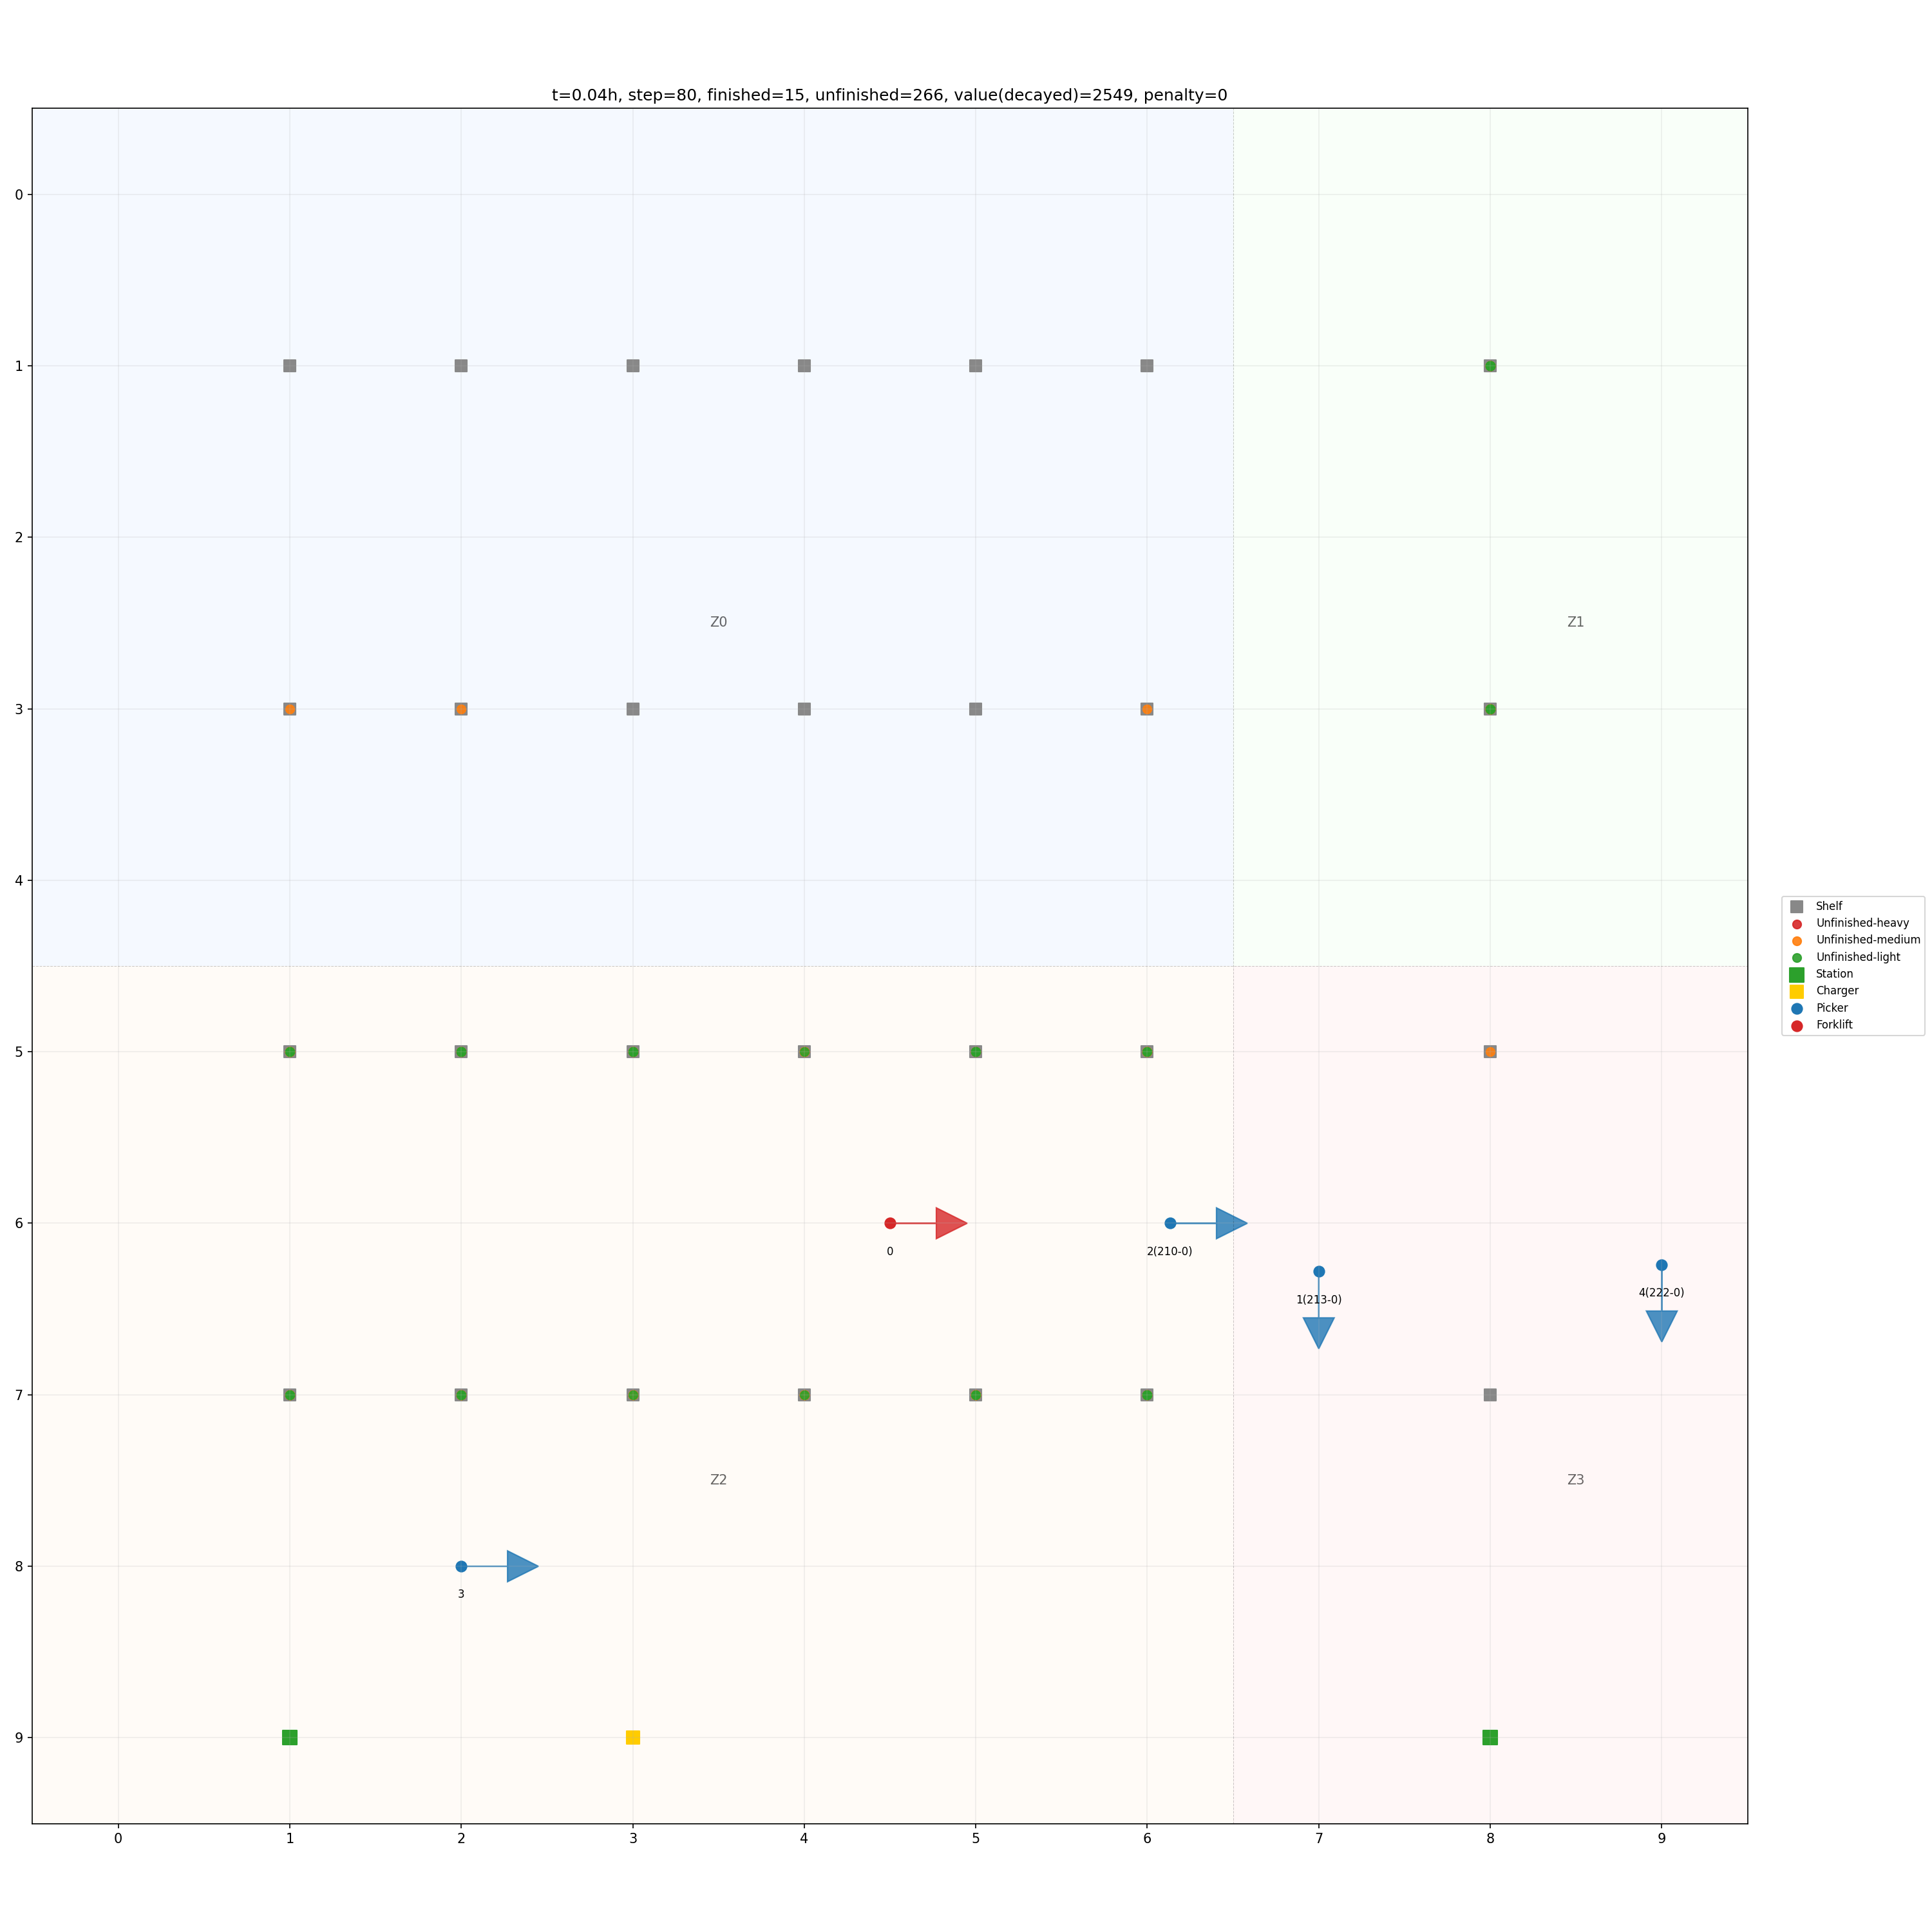 t=0.04h, step=80, finished=15, unfinished=266, value(decayed)=2549, penalty=0
0
1
2
Z0
Z1
3
4
Shelf
Unfinished-heavy
Unfinished-medium
Unfinished-light
Station
Charger
Picker
Forklift
5
6
0
2(210-0)
1(213-0)
4(222-0)
7
Z2
Z3
8
3
9
0 1 2 3 4 5 6 7 8 9